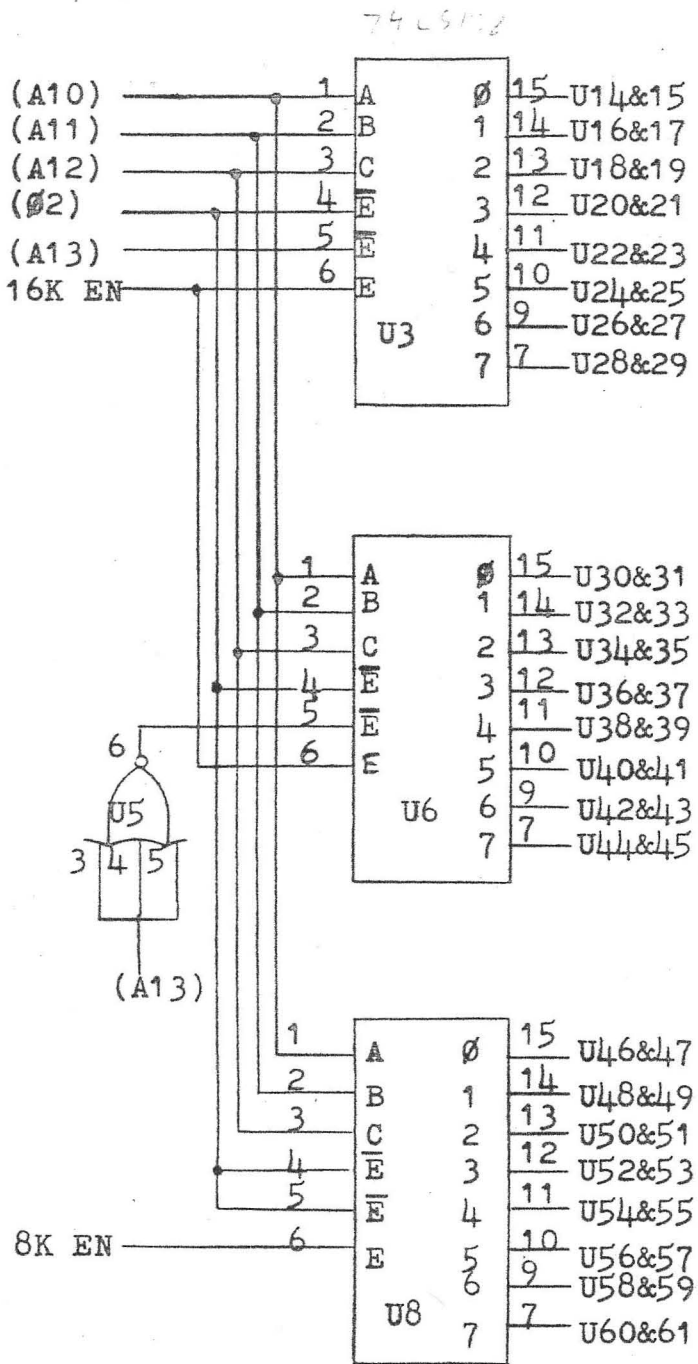 (A10) 1 A Ø 15 U14&15
(A11) 2 B 1 14 U16&17
(A12) 3 C 2 13 U18&19
(Ø2) 4 E̅ 3 12 U20&21
(A13) 5 E̅ 4 11 U22&23
16K EN 6 E 5 10 U24&25
U3 6 9 U26&27
7 7 U28&29
1 A Ø 15 U30&31
2 B 1 14 U32&33
3 C 2 13 U34&35
4 E̅ 3 12 U36&37
5 E̅ 4 11 U38&39
6 E 5 10 U40&41
U6 6 9 U42&43
7 7 U44&45
6
U5
3 4 5
(A13)
1 A Ø 15 U46&47
2 B 1 14 U48&49
3 C 2 13 U50&51
4 E̅ 3 12 U52&53
5 E̅ 4 11 U54&55
8K EN 6 E 5 10 U56&57
6 9 U58&59
U8 7 7 U60&61